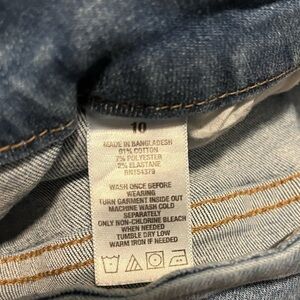 10
MADE IN BANGLADESH
91% COTTON
7% POLYESTER
2% ELASTANE
RN154379
WASH ONCE BEFORE
WEARING
TURN GARMENT INSIDE OUT
MACHINE WASH COLD
SEPARATELY
ONLY NON-CHLORINE BLEACH
WHEN NEEDED
TUMBLE DRY LOW
WARM IRON IF NEEDED